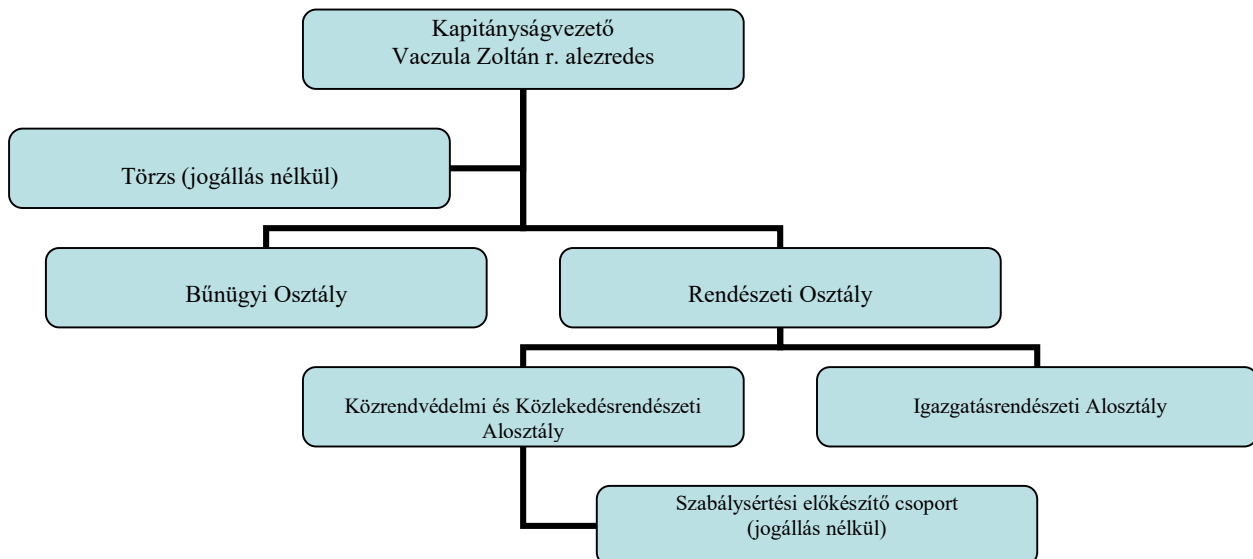 Kapitányságvezető
Vaczula Zoltán r. alezredes
Törzs (jogállás nélkül)
Bűnügyi Osztály
Rendészeti Osztály
Közrendvédelmi és Közlekedésrendészeti
Alosztály
Igazgatásrendészeti Alosztály
Szabálysértési előkészítő csoport
(jogállás nélkül)